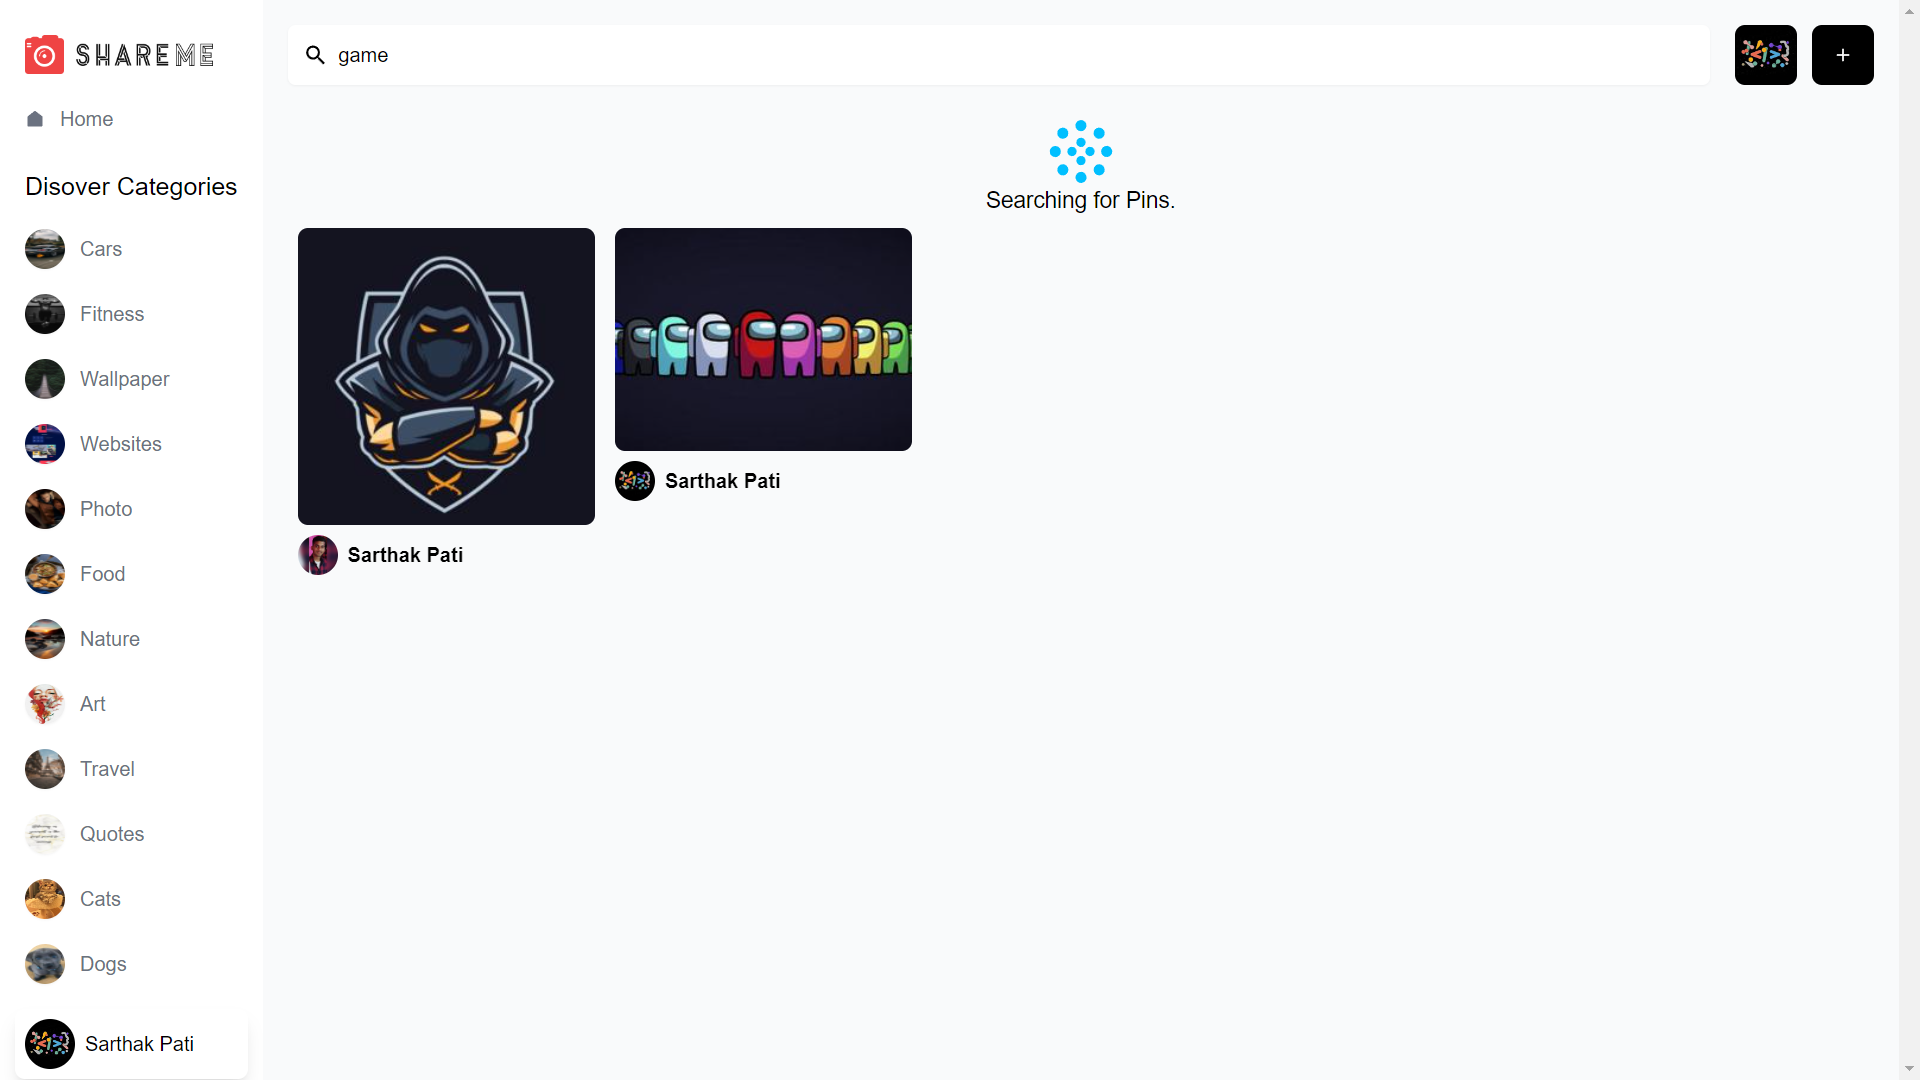 SHAREME
game
Home
Disover Categories
Cars
Fitness
Wallpaper
Websites
Photo
Food
Nature
Art
Travel
Quotes
Cats
Dogs
Sarthak Pati
Searching for Pins.
Sarthak Pati
Sarthak Pati